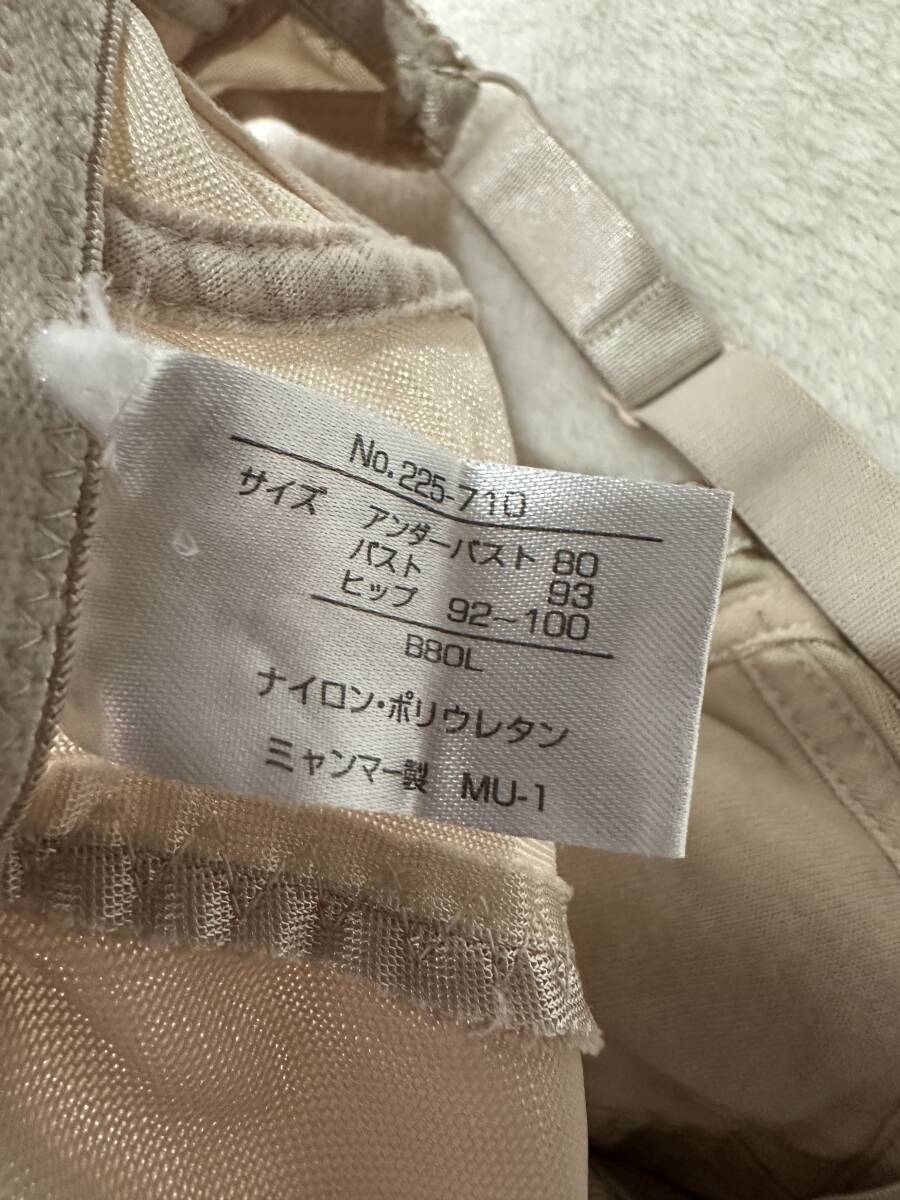 No.225-710
サイズ アンダーバスト 80
バスト 93
ヒップ 92~100
B80L
ナイロン・ポリウレタン
ミャンマー製 MU-1